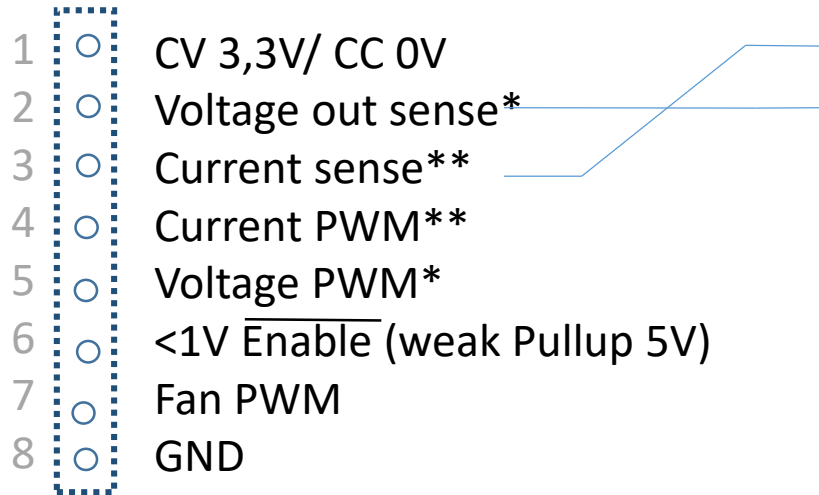 1 CV 3,3V/ CC 0V
2 Voltage out sense*
3 Current sense**
4 Current PWM**
5 Voltage PWM*
6 <1V Enable (weak Pullup 5V)
7 Fan PWM
8 GND